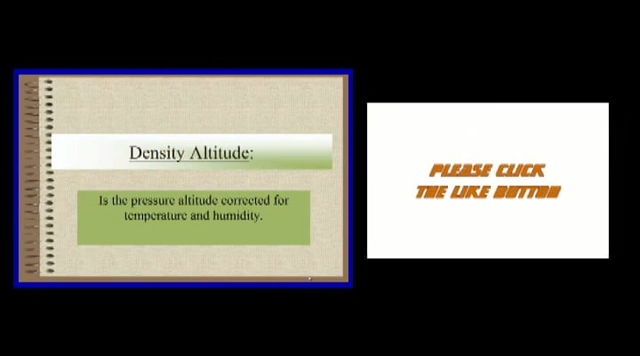 Density Altitude:
Is the pressure altitude corrected for
temperature and humidity.
PLEASE CLICK
THE LIKE BUTTON